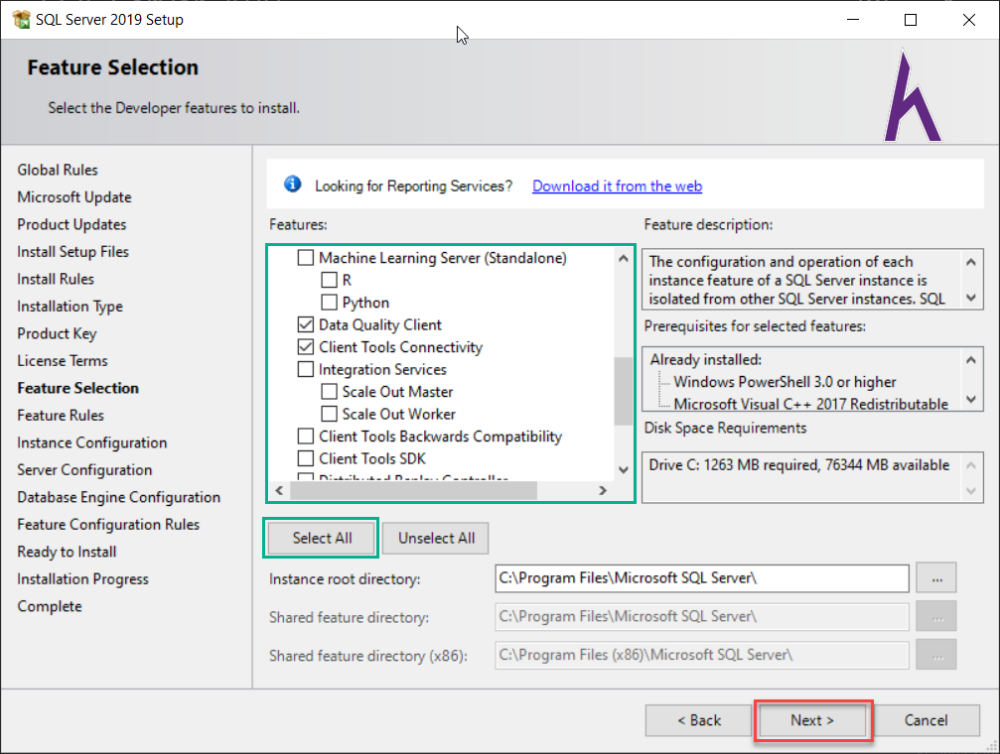 SQL Server 2019 Setup
Feature Selection
Select the Developer features to install.
Global Rules
Microsoft Update
Product Updates
Install Setup Files
Install Rules
Installation Type
Product Key
License Terms
Feature Selection
Feature Rules
Instance Configuration
Server Configuration
Database Engine Configuration
Feature Configuration Rules
Ready to Install
Installation Progress
Complete
Looking for Reporting Services? Download it from the web
Features:
Machine Learning Server (Standalone)
R
Python
Data Quality Client
Client Tools Connectivity
Integration Services
Scale Out Master
Scale Out Worker
Client Tools Backwards Compatibility
Client Tools SDK
Distributed Replay Controller
Feature description:
The configuration and operation of each
instance feature of a SQL Server instance is
isolated from other SQL Server instances. SQL
Prerequisites for selected features:
Already installed:
Windows PowerShell 3.0 or higher
Microsoft Visual C++ 2017 Redistributable
Disk Space Requirements
Drive C: 1263 MB required, 76344 MB available
Select All
Unselect All
Instance root directory: C:\Program Files\Microsoft SQL Server\ ...
Shared feature directory: C:\Program Files\Microsoft SQL Server\ ...
Shared feature directory (x86): C:\Program Files (x86)\Microsoft SQL Server\ ...
< Back
Next >
Cancel